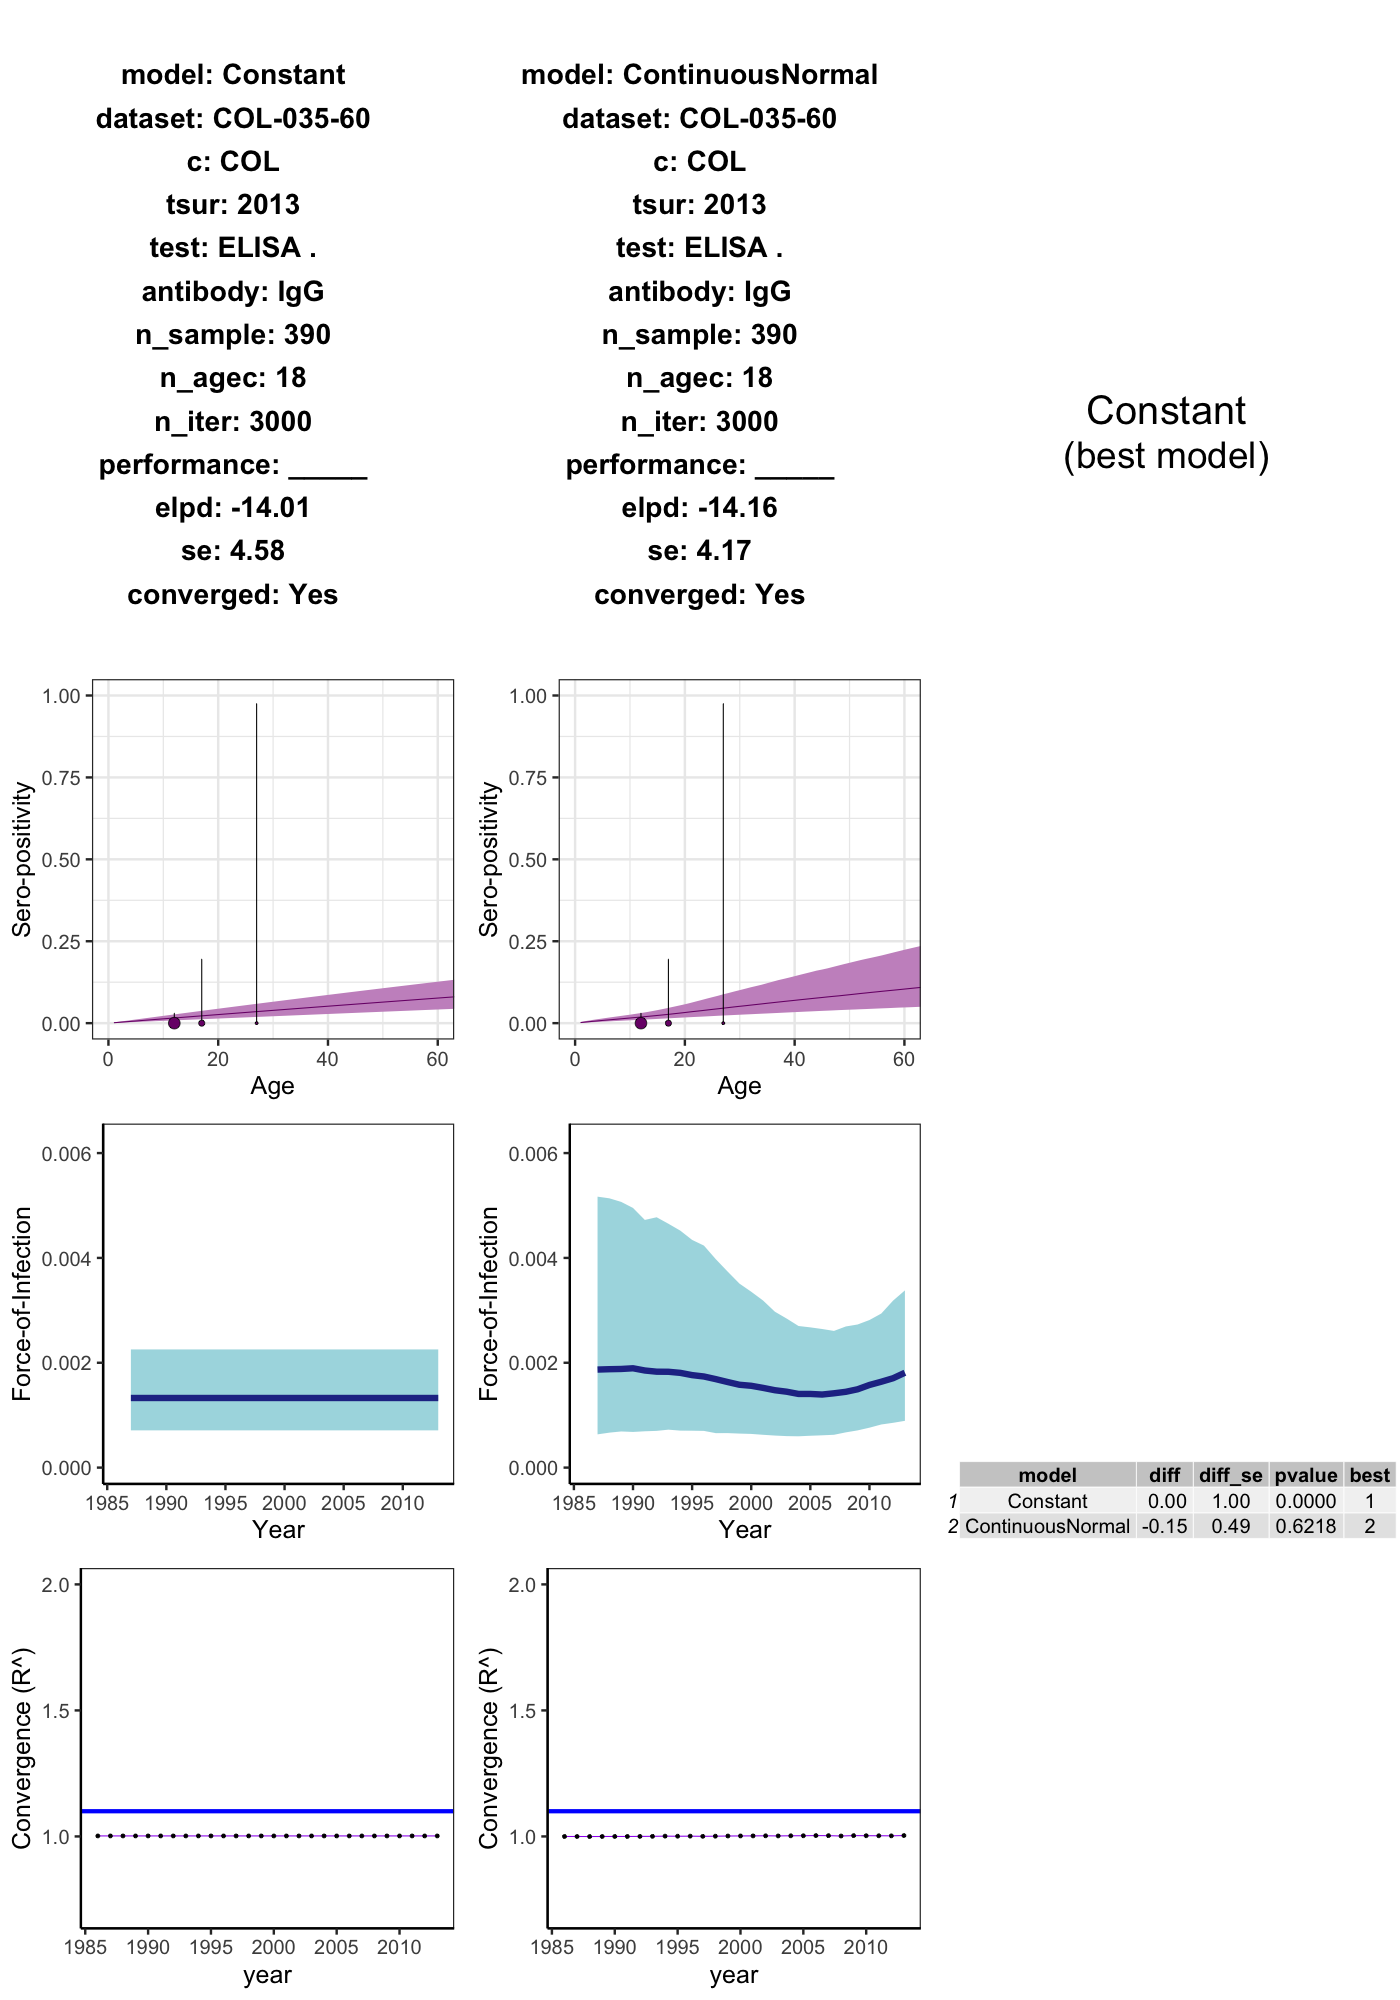 model: Constant
dataset: COL-035-60
c: COL
tsur: 2013
test: ELISA .
antibody: IgG
n_sample: 390
n_agec: 18
n_iter: 3000
performance: _____
elpd: -14.01
se: 4.58
converged: Yes
model: ContinuousNormal
dataset: COL-035-60
c: COL
tsur: 2013
test: ELISA .
antibody: IgG
n_sample: 390
n_agec: 18
n_iter: 3000
performance: _____
elpd: -14.16
se: 4.17
converged: Yes
Constant
(best model)
Sero-positivity
1.00
0.75
0.50
0.25
0.00
0 20 40 60
Age
Sero-positivity
1.00
0.75
0.50
0.25
0.00
0 20 40 60
Age
Force-of-Infection
0.006
0.004
0.002
0.000
1985 1990 1995 2000 2005 2010
Year
Force-of-Infection
0.006
0.004
0.002
0.000
1985 1990 1995 2000 2005 2010
Year
model diff diff_se pvalue best
1 Constant 0.00 1.00 0.0000 1
2 ContinuousNormal -0.15 0.49 0.6218 2
Convergence (R^)
2.0
1.5
1.0
1985 1990 1995 2000 2005 2010
year
Convergence (R^)
2.0
1.5
1.0
1985 1990 1995 2000 2005 2010
year